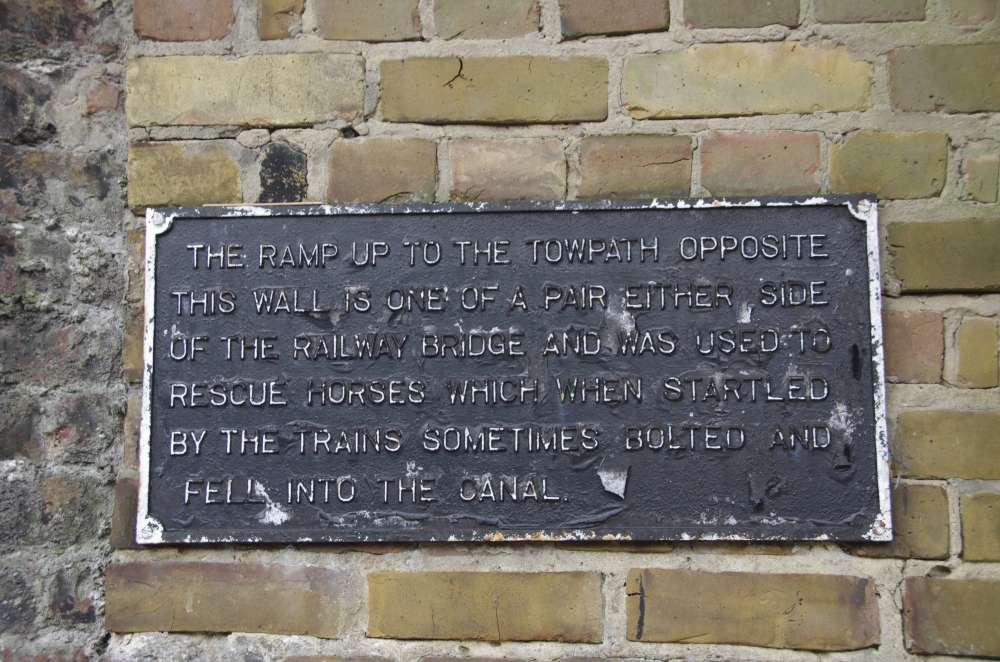 THE RAMP UP TO THE TOWPATH OPPOSITE
THIS WALL IS ONE OF A PAIR EITHER SIDE
OF THE RAILWAY BRIDGE AND WAS USED TO
RESCUE HORSES WHICH WHEN STARTLED
BY THE TRAINS SOMETIMES BOLTED AND
FELL INTO THE CANAL.